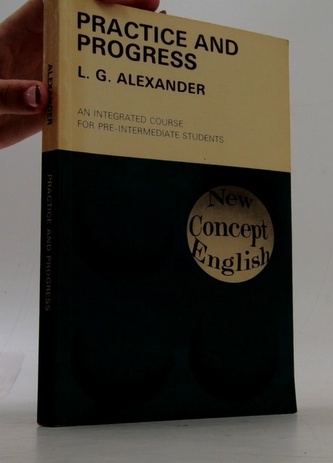 PRACTICE AND
PROGRESS
L. G. ALEXANDER
AN INTEGRATED COURSE
FOR PRE-INTERMEDIATE STUDENTS
New
Concept
English
ALEXANDER
PRACTICE AND PROGRESS